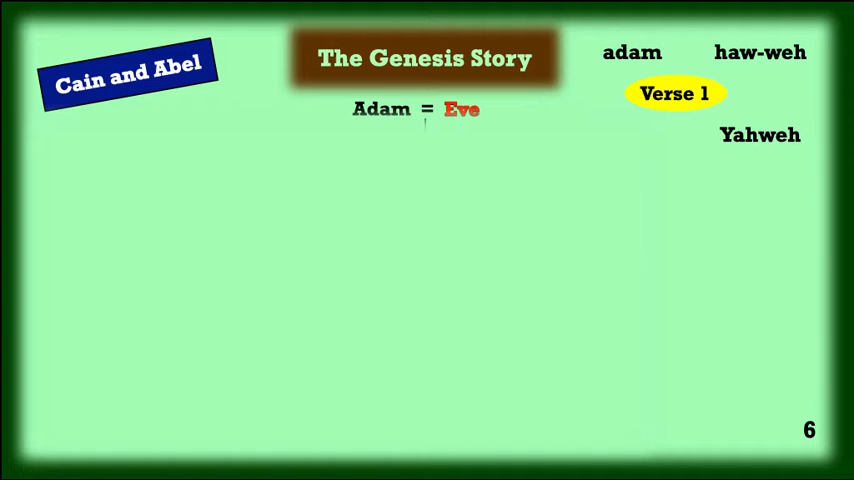 Cain and Abel
The Genesis Story
adam haw-weh
Verse 1
Adam = Eve
Yahweh
6